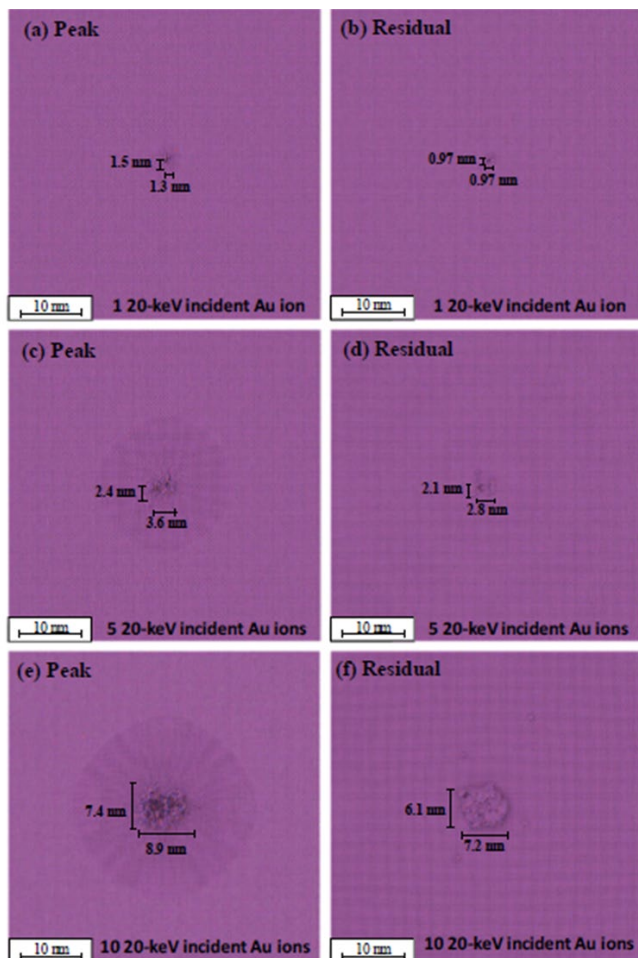 (a) Peak
1.5 nm
1.3 nm
10 nm
1 20-keV incident Au ion
(b) Residual
0.97 nm
0.97 nm
10 nm
1 20-keV incident Au ion
(c) Peak
2.4 nm
3.6 nm
10 nm
5 20-keV incident Au ions
(d) Residual
2.1 nm
2.8 nm
10 nm
5 20-keV incident Au ions
(e) Peak
7.4 nm
8.9 nm
10 nm
10 20-keV incident Au ions
(f) Residual
6.1 nm
7.2 nm
10 nm
10 20-keV incident Au ions